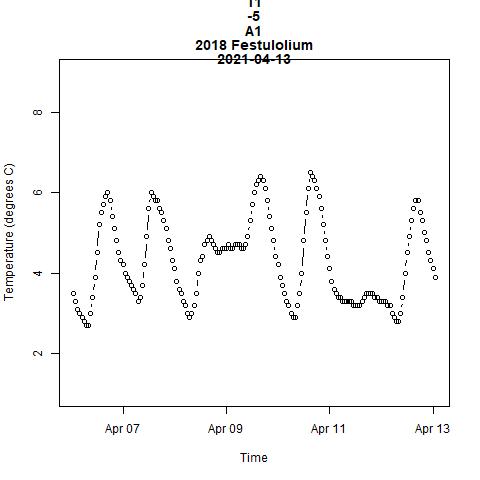 T1
-5
A1
2018 Festulolium
2021-04-13
8
6
4
2
Temperature (degrees C)
Apr 07
Apr 09
Apr 11
Apr 13
Time